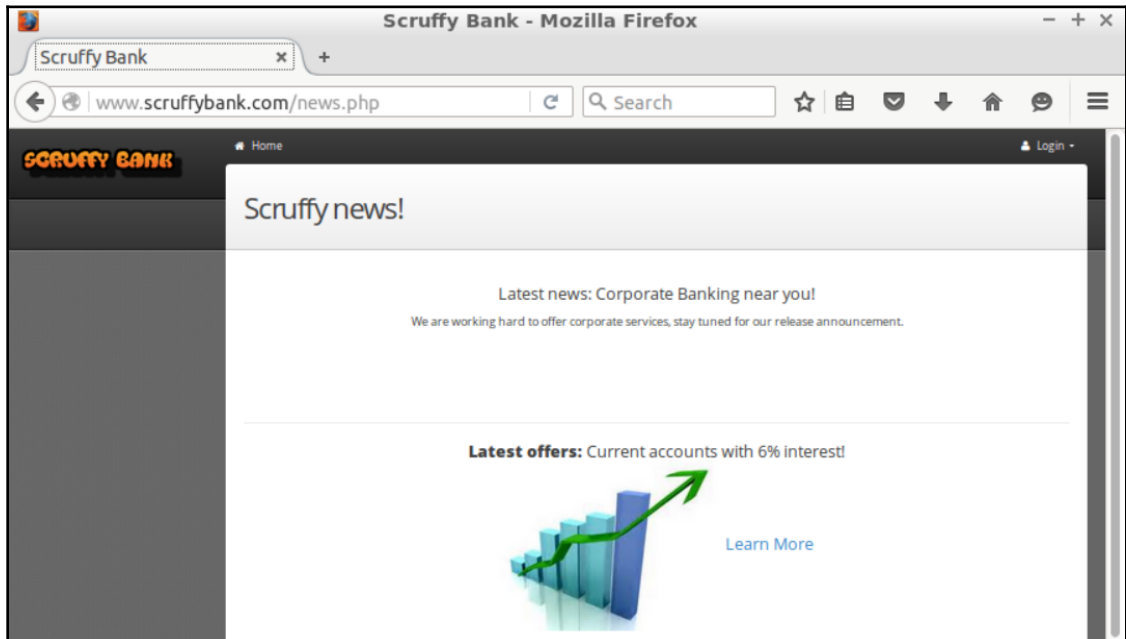 Scruffy Bank - Mozilla Firefox
Scruffy Bank
www.scruffybank.com/news.php
Search
SCRUFFY BANK
Home
Login
Scruffy news!
Latest news: Corporate Banking near you!
We are working hard to offer corporate services, stay tuned for our release announcement.
Latest offers: Current accounts with 6% interest!
Learn More